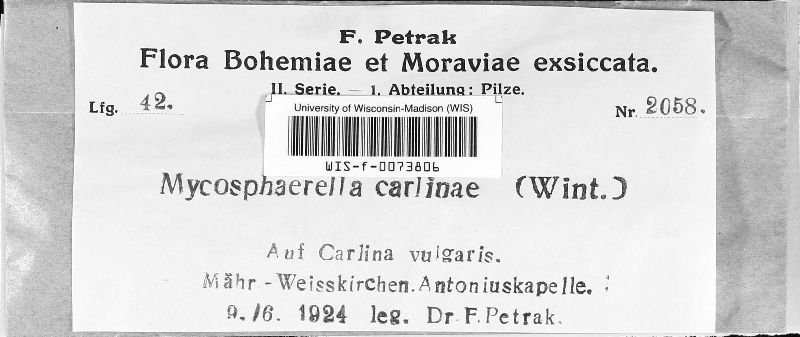 F. Petrak
Flora Bohemiae et Moraviae exsiccata.
II. Serie. — 1. Abteilung: Pilze.
Lfg. 42.
Nr. 2058.
University of Wisconsin-Madison (WIS)
WIS-f-0073806
Mycosphaerella carlinae (Wint.)
Auf Carlina vulgaris.
Mähr-Weisskirchen. Antoniuskapelle.
9./6. 1924 leg. Dr. F. Petrak.